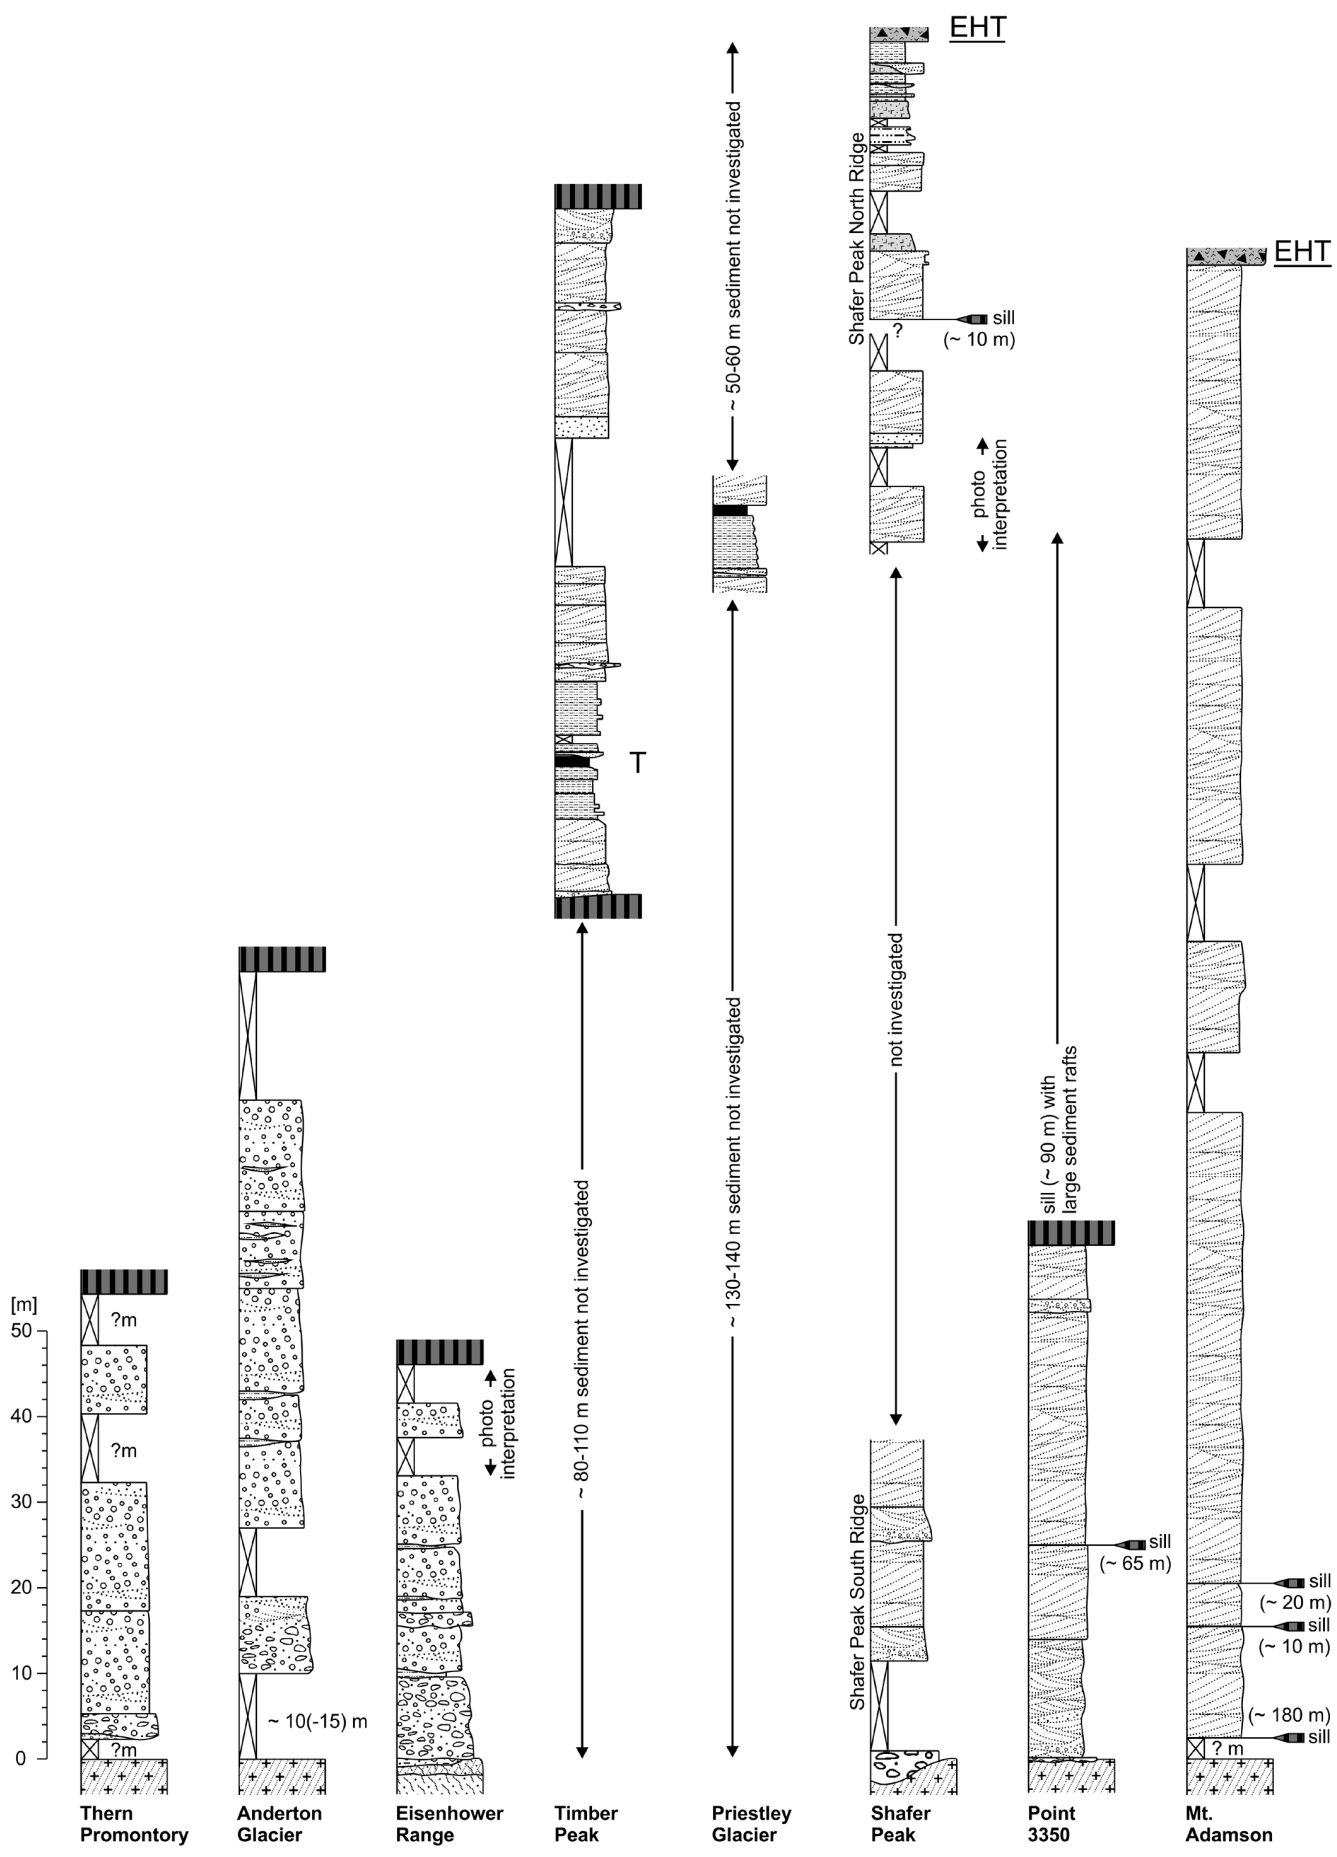 EHT
~ 50-60 m sediment not investigated
Shafer Peak North Ridge
EHT
sill
(~ 10 m)
?
photo
interpretation
T
not investigated
sill (~ 90 m) with
large sediment rafts
~ 80-110 m sediment not investigated
~ 130-140 m sediment not investigated
[m]
50
40
30
20
10
0
?m
?m
?m
~ 10(-15) m
photo
interpretation
Shafer Peak South Ridge
sill
(~ 65 m)
sill
(~ 20 m)
sill
(~ 10 m)
(~ 180 m)
sill
? m
Thern
Promontory
Anderton
Glacier
Eisenhower
Range
Timber
Peak
Priestley
Glacier
Shafer
Peak
Point
3350
Mt.
Adamson